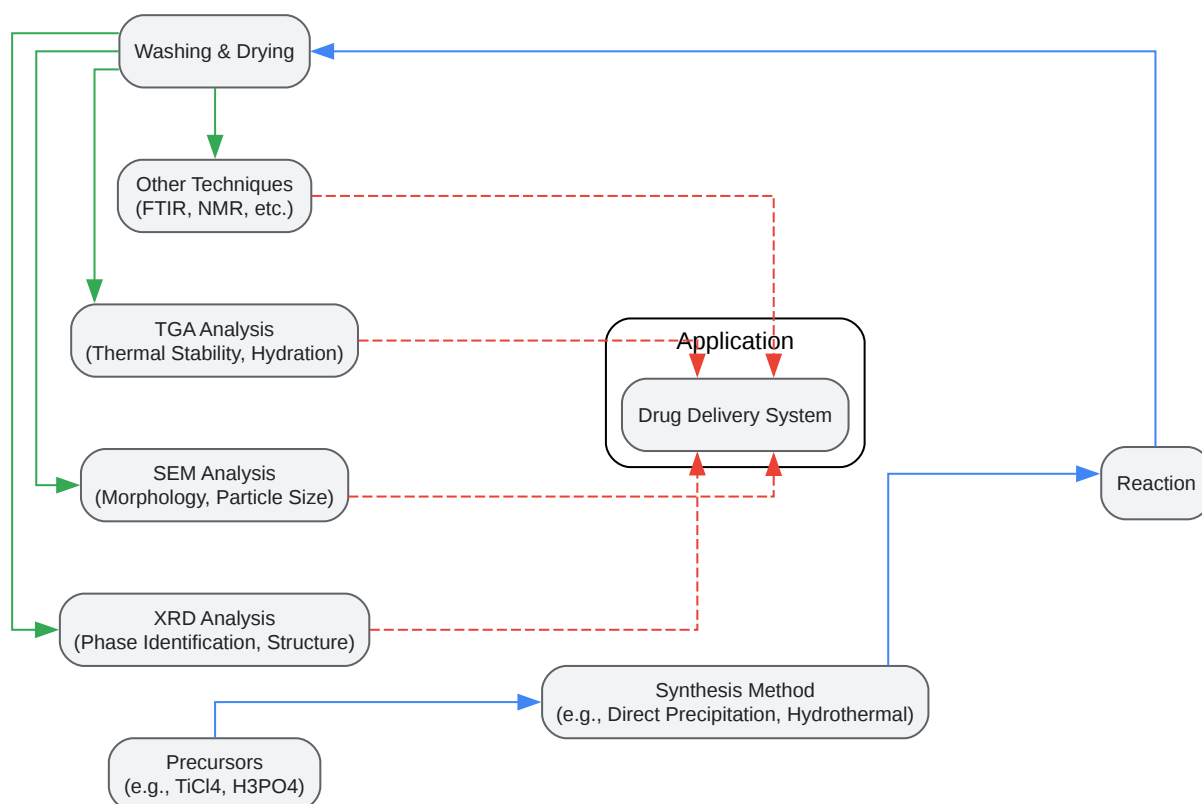 Washing & Drying
Other Techniques
(FTIR, NMR, etc.)
TGA Analysis
(Thermal Stability, Hydration)
Application
Drug Delivery System
SEM Analysis
(Morphology, Particle Size)
Reaction
XRD Analysis
(Phase Identification, Structure)
Synthesis Method
(e.g., Direct Precipitation, Hydrothermal)
Precursors
(e.g., TiCl4, H3PO4)